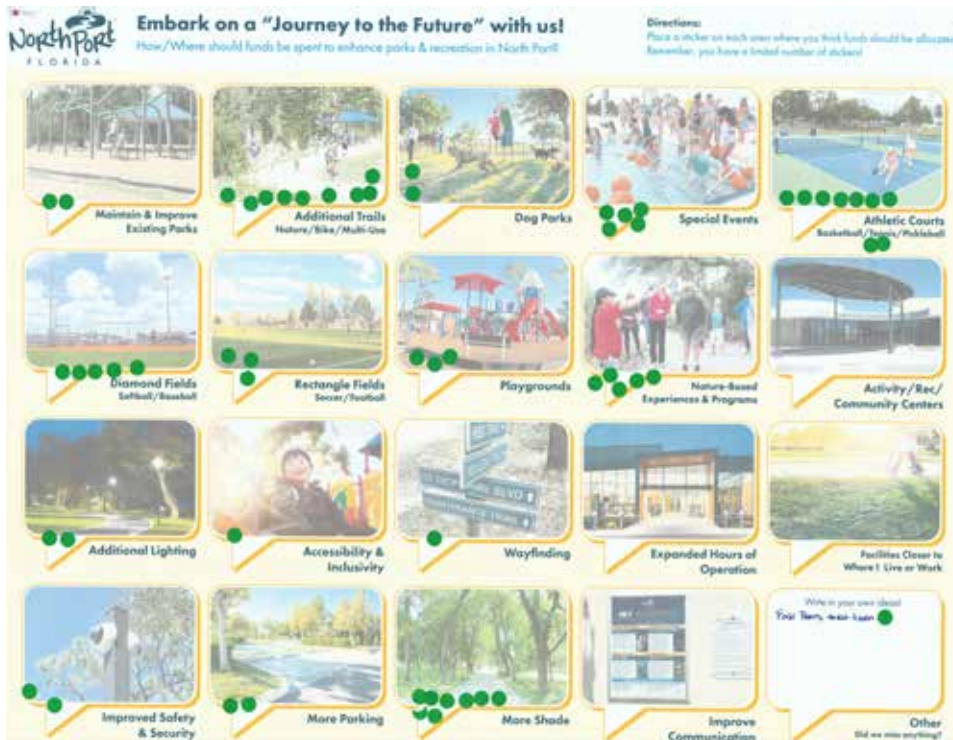 North Port
FLORIDA
Embark on a "Journey to the Future" with us!
How/Where should funds be spent to enhance parks & recreation in North Port?
Directions:
Place a sticker on each area where you think funds should be allocated.
Remember, you have a limited number of stickers!
Maintain & Improve
Existing Parks
Additional Trails
Nature/Bike/Multi-Use
Dog Parks
Special Events
Athletic Courts
Basketball/Tennis/Pickleball
Diamond Fields
Softball/Baseball
Rectangle Fields
Soccer/Football
Playgrounds
Nature-Based
Experiences & Programs
Activity/Rec/
Community Centers
Additional Lighting
Accessibility &
Inclusivity
BLVD
Wayfinding
Expanded Hours of
Operation
Facilities Closer to
Where I Live or Work
Improved Safety
& Security
More Parking
More Shade
Improve
Communication
Write in your own ideas!
Other
Did we miss anything?